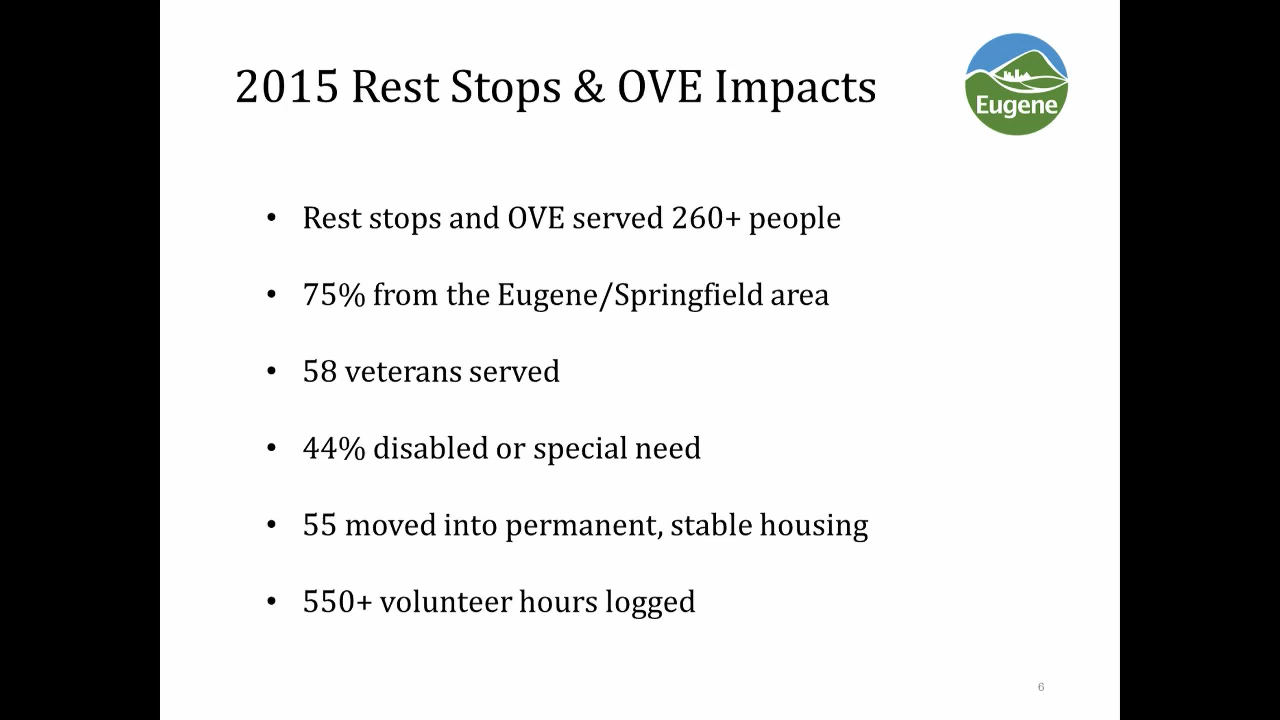 2015 Rest Stops & OVE Impacts
Eugene
• Rest stops and OVE served 260+ people
• 75% from the Eugene/Springfield area
• 58 veterans served
• 44% disabled or special need
• 55 moved into permanent, stable housing
• 550+ volunteer hours logged
6